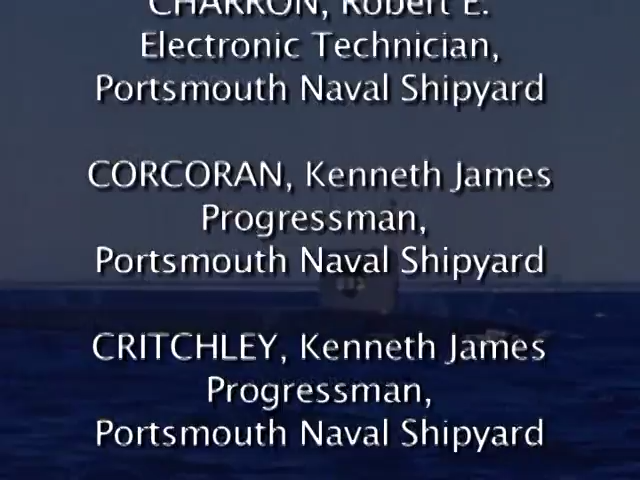 CHARRON, Robert E.
Electronic Technician,
Portsmouth Naval Shipyard
CORCORAN, Kenneth James
Progressman,
Portsmouth Naval Shipyard
CRITCHLEY, Kenneth James
Progressman,
Portsmouth Naval Shipyard